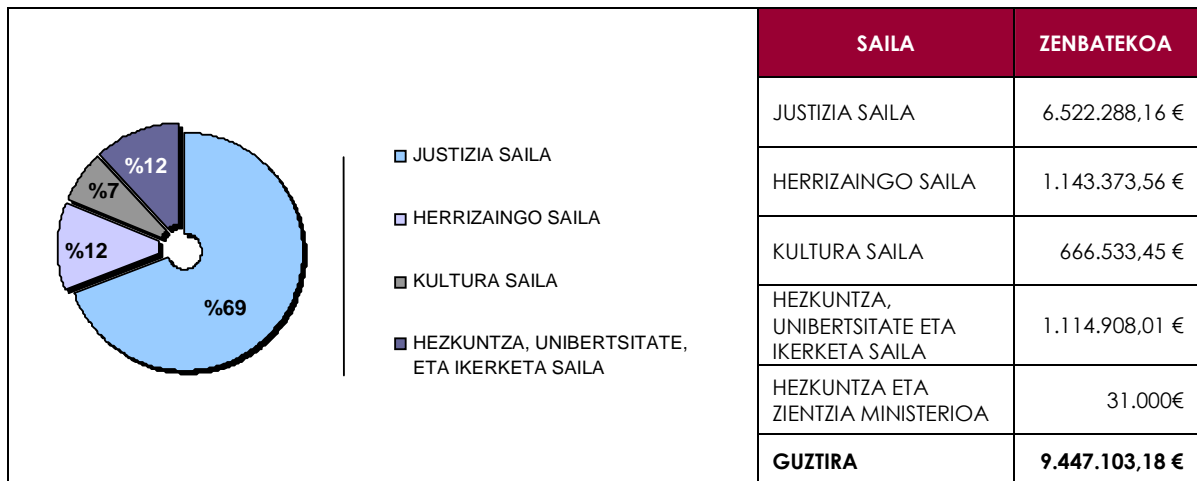 %12
%7
%12
%69
JUSTIZIA SAILA
HERRIZAINGO SAILA
KULTURA SAILA
HEZKUNTZA, UNIBERTSITATE,
ETA IKERKETA SAILA
SAILA ZENBATEKOA
JUSTIZIA SAILA 6.522.288,16 €
HERRIZAINGO SAILA 1.143.373,56 €
KULTURA SAILA 666.533,45 €
HEZKUNTZA,
UNIBERTSITATE ETA
IKERKETA SAILA 1.114.908,01 €
HEZKUNTZA ETA
ZIENTZIA MINISTERIOA 31.000€
GUZTIRA 9.447.103,18 €